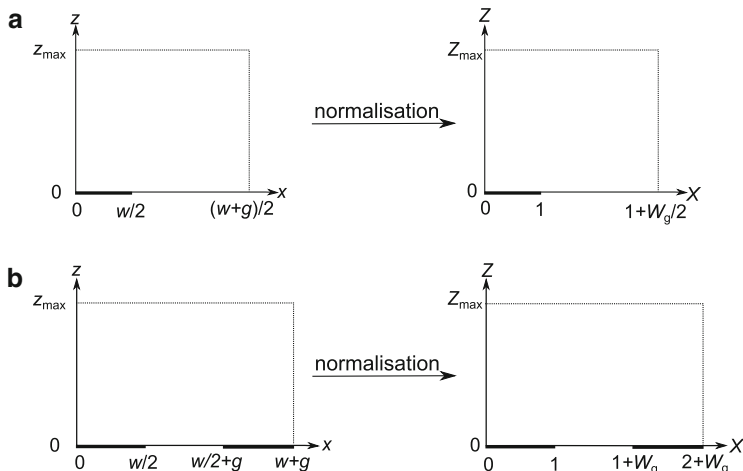 a
z
z_max
0
0
w/2
(w+g)/2
x
normalisation
Z
Z_max
0
1
1+W_g/2
X
b
z
z_max
0
0
w/2
w/2+g
w+g
x
normalisation
Z
Z_max
0
0
1
1+W_g
2+W_g
X